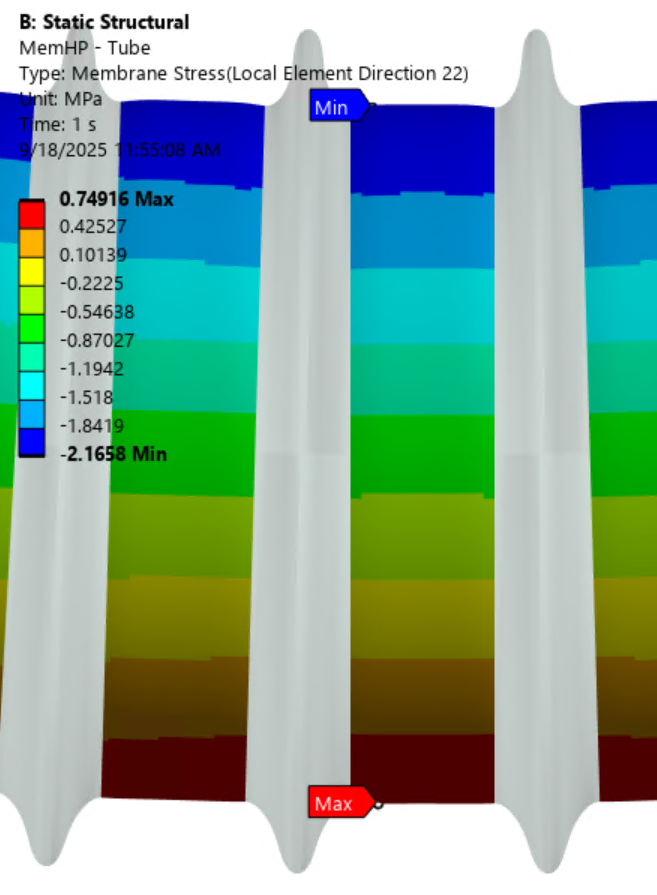 B: Static Structural
MemHP - Tube
Type: Membrane Stress(Local Element Direction 22)
Unit: MPa
Time: 1 s
9/18/2025 11:55:08 AM
Min
0.74916 Max
0.42527
0.10139
-0.2225
-0.54638
-0.87027
-1.1942
-1.518
-1.8419
-2.1658 Min
Max